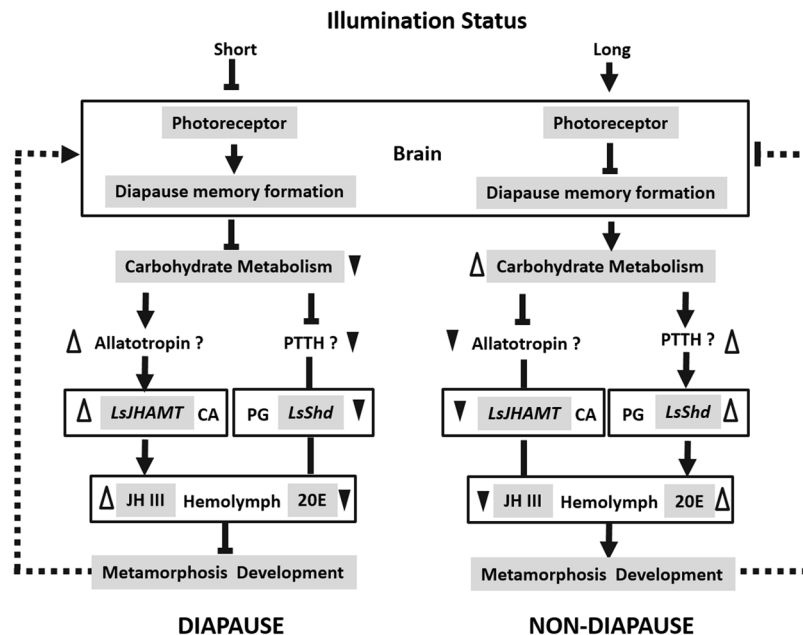 Illumination Status
Short Long
Photoreceptor Photoreceptor
Brain
Diapause memory formation Diapause memory formation
Carbohydrate Metabolism Carbohydrate Metabolism
Allatotropin ? PTTH ? Allatotropin ? PTTH ?
LsJHAMT CA PG LsShd LsJHAMT CA PG LsShd
JH III Hemolymph 20E JH III Hemolymph 20E
Metamorphosis Development Metamorphosis Development
DIAPAUSE NON-DIAPAUSE